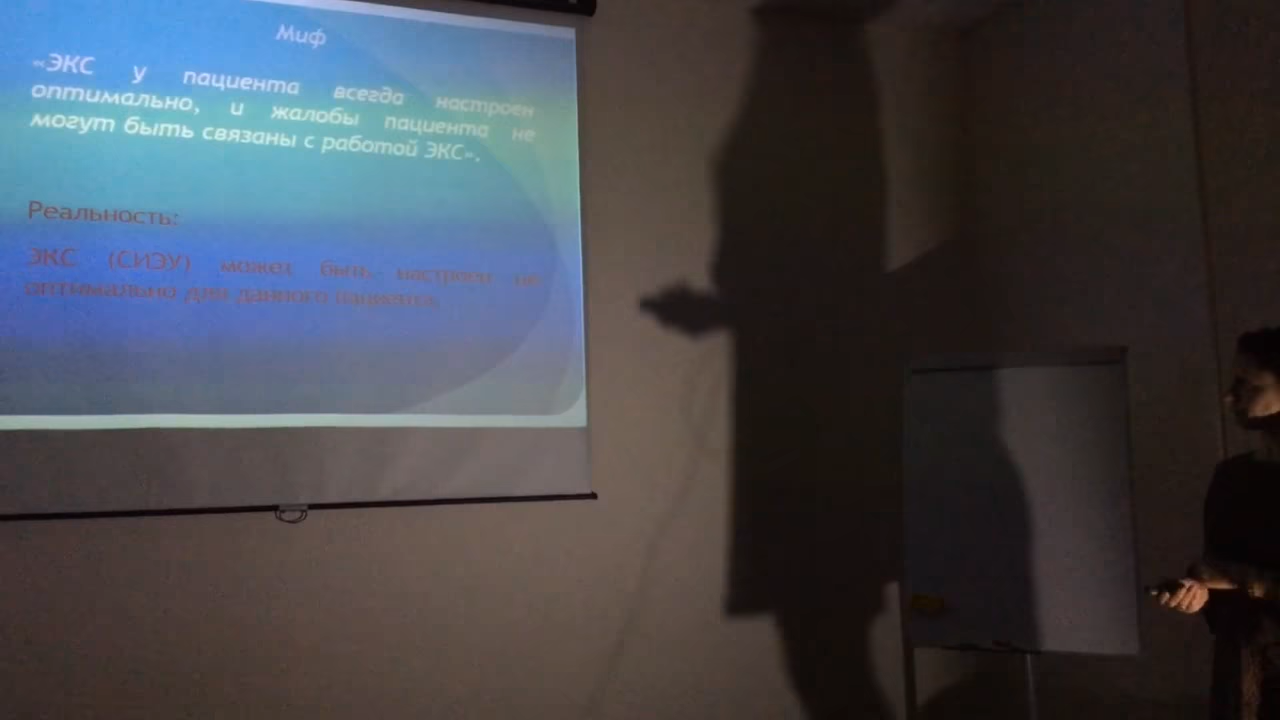 Миф
«ЭКС у пациента всегда настроен
оптимально, и жалобы пациента не
могут быть связаны с работой ЭКС».
Реальность:
ЭКС (СИЭУ) может быть настроен не
оптимально для данного пациента.